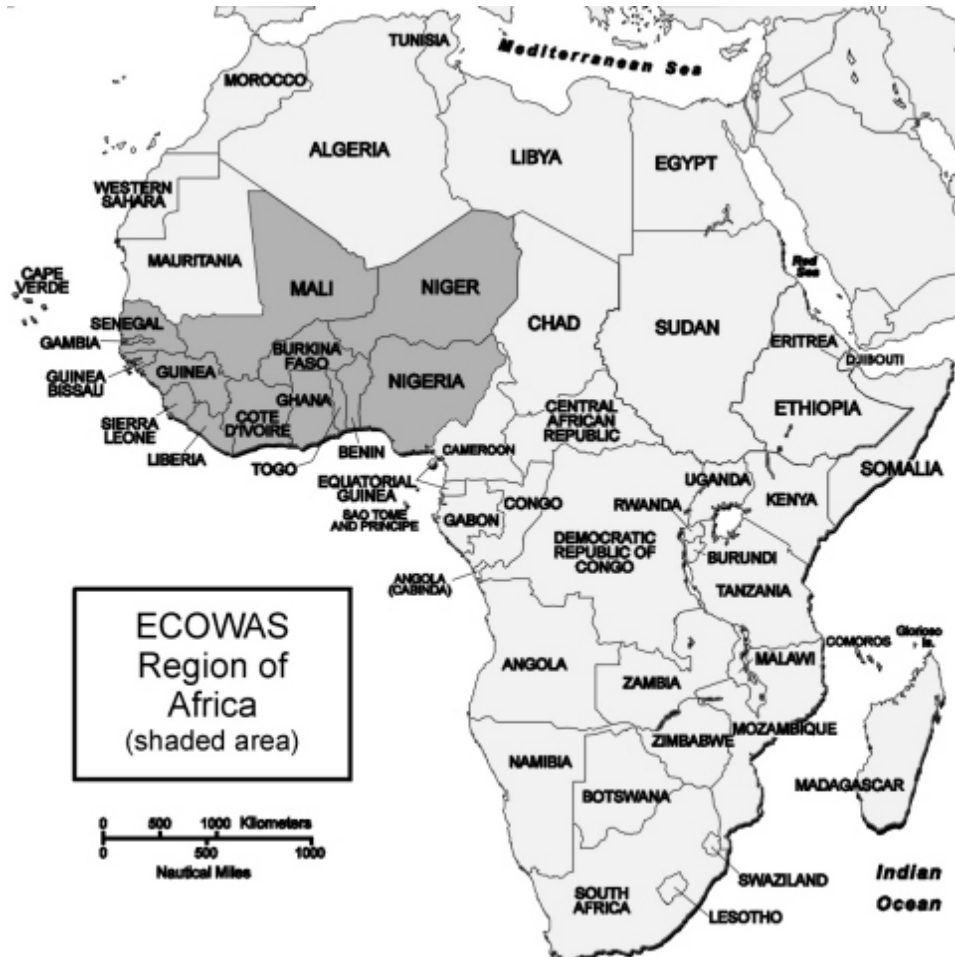 TUNISIA
Mediterranean Sea
MOROCCO
ALGERIA
LIBYA
EGYPT
WESTERN
SAHARA
MAURITANIA
CAPE
VERDE
MALI
NIGER
CHAD
SUDAN
Red
Sea
ERITREA
DJIBOUTI
SENEGAL
GAMBIA
GUINEA
BISSAU
GUINEA
BURKINA
FASO
NIGERIA
GHANA
COTE
D'IVOIRE
SIERRA
LEONE
LIBERIA
TOGO
BENIN
CENTRAL
AFRICAN
REPUBLIC
CAMEROON
ETHIOPIA
SOMALIA
EQUATORIAL
GUINEA
SAO TOME
AND PRINCIPE
GABON
CONGO
UGANDA
KENYA
RWANDA
DEMOCRATIC
REPUBLIC OF
CONGO
BURUNDI
TANZANIA
ANGOLA
(CABINDA)
ECOWAS
Region of
Africa
(shaded area)
ANGOLA
ZAMBIA
MALAWI
COMOROS
Glorioso
Is.
MOZAMBIQUE
ZIMBABWE
NAMIBIA
BOTSWANA
MADAGASCAR
0 500 1000 Kilometers
0 500 1000
Nautical Miles
SOUTH
AFRICA
SWAZILAND
LESOTHO
Indian
Ocean